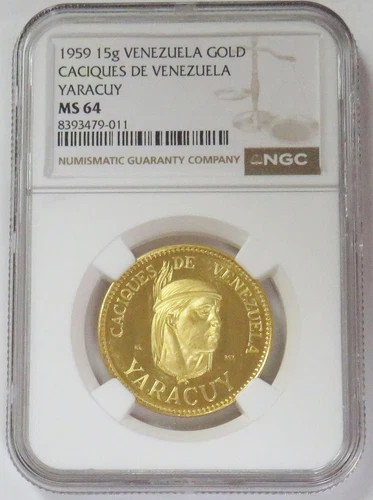 1959 15g VENEZUELA GOLD
CACIQUES DE VENEZUELA
YARACUY
MS 64
8393479-011
NUMISMATIC GUARANTY COMPANY
NGC
CACIQUES DE VENEZUELA
YARACUY